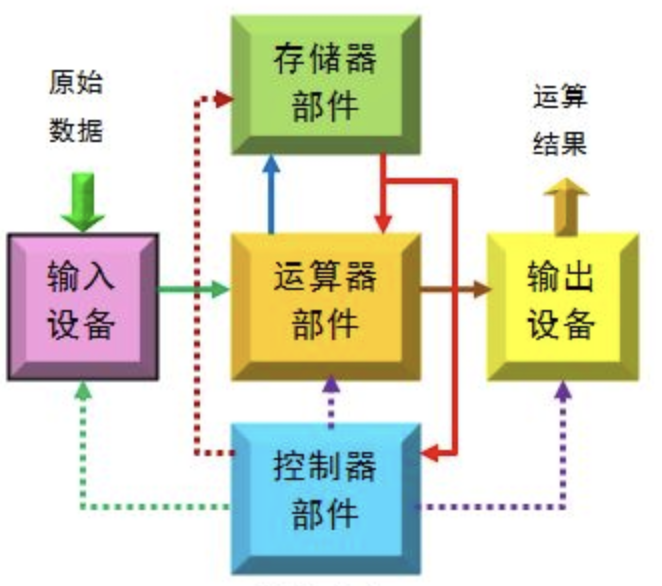 存储器
部件
原始
数据
运算
结果
输入
设备
运算器
部件
输出
设备
控制器
部件